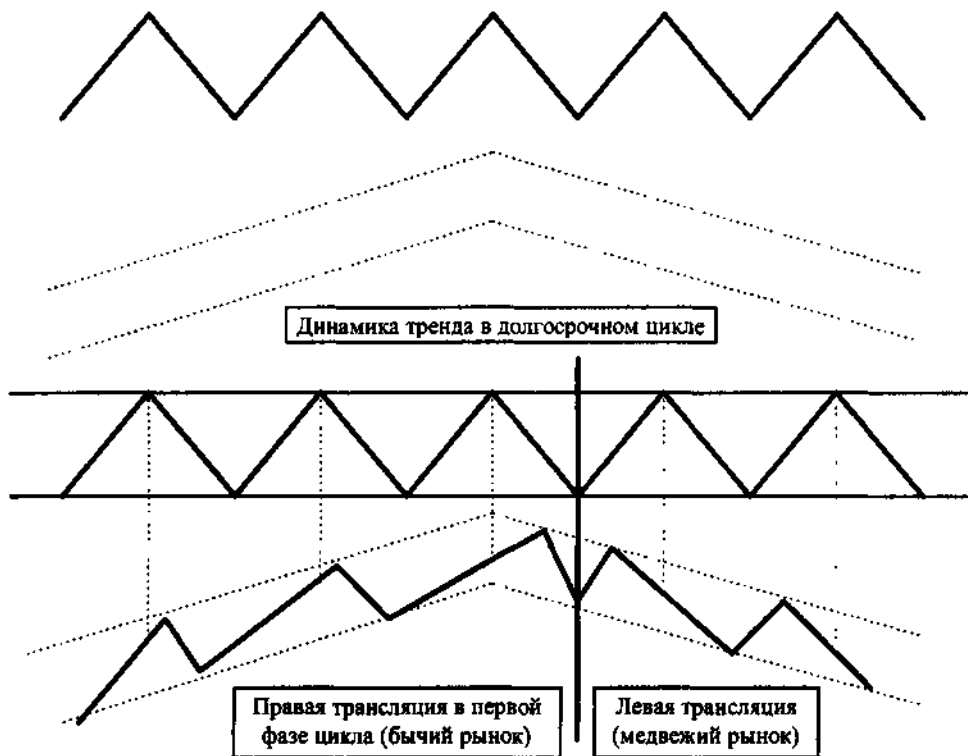 Динамика тренда в долгосрочном цикле
Правая трансляция в первой
фазе цикла (бычий рынок)
Левая трансляция
(медвежий рынок)